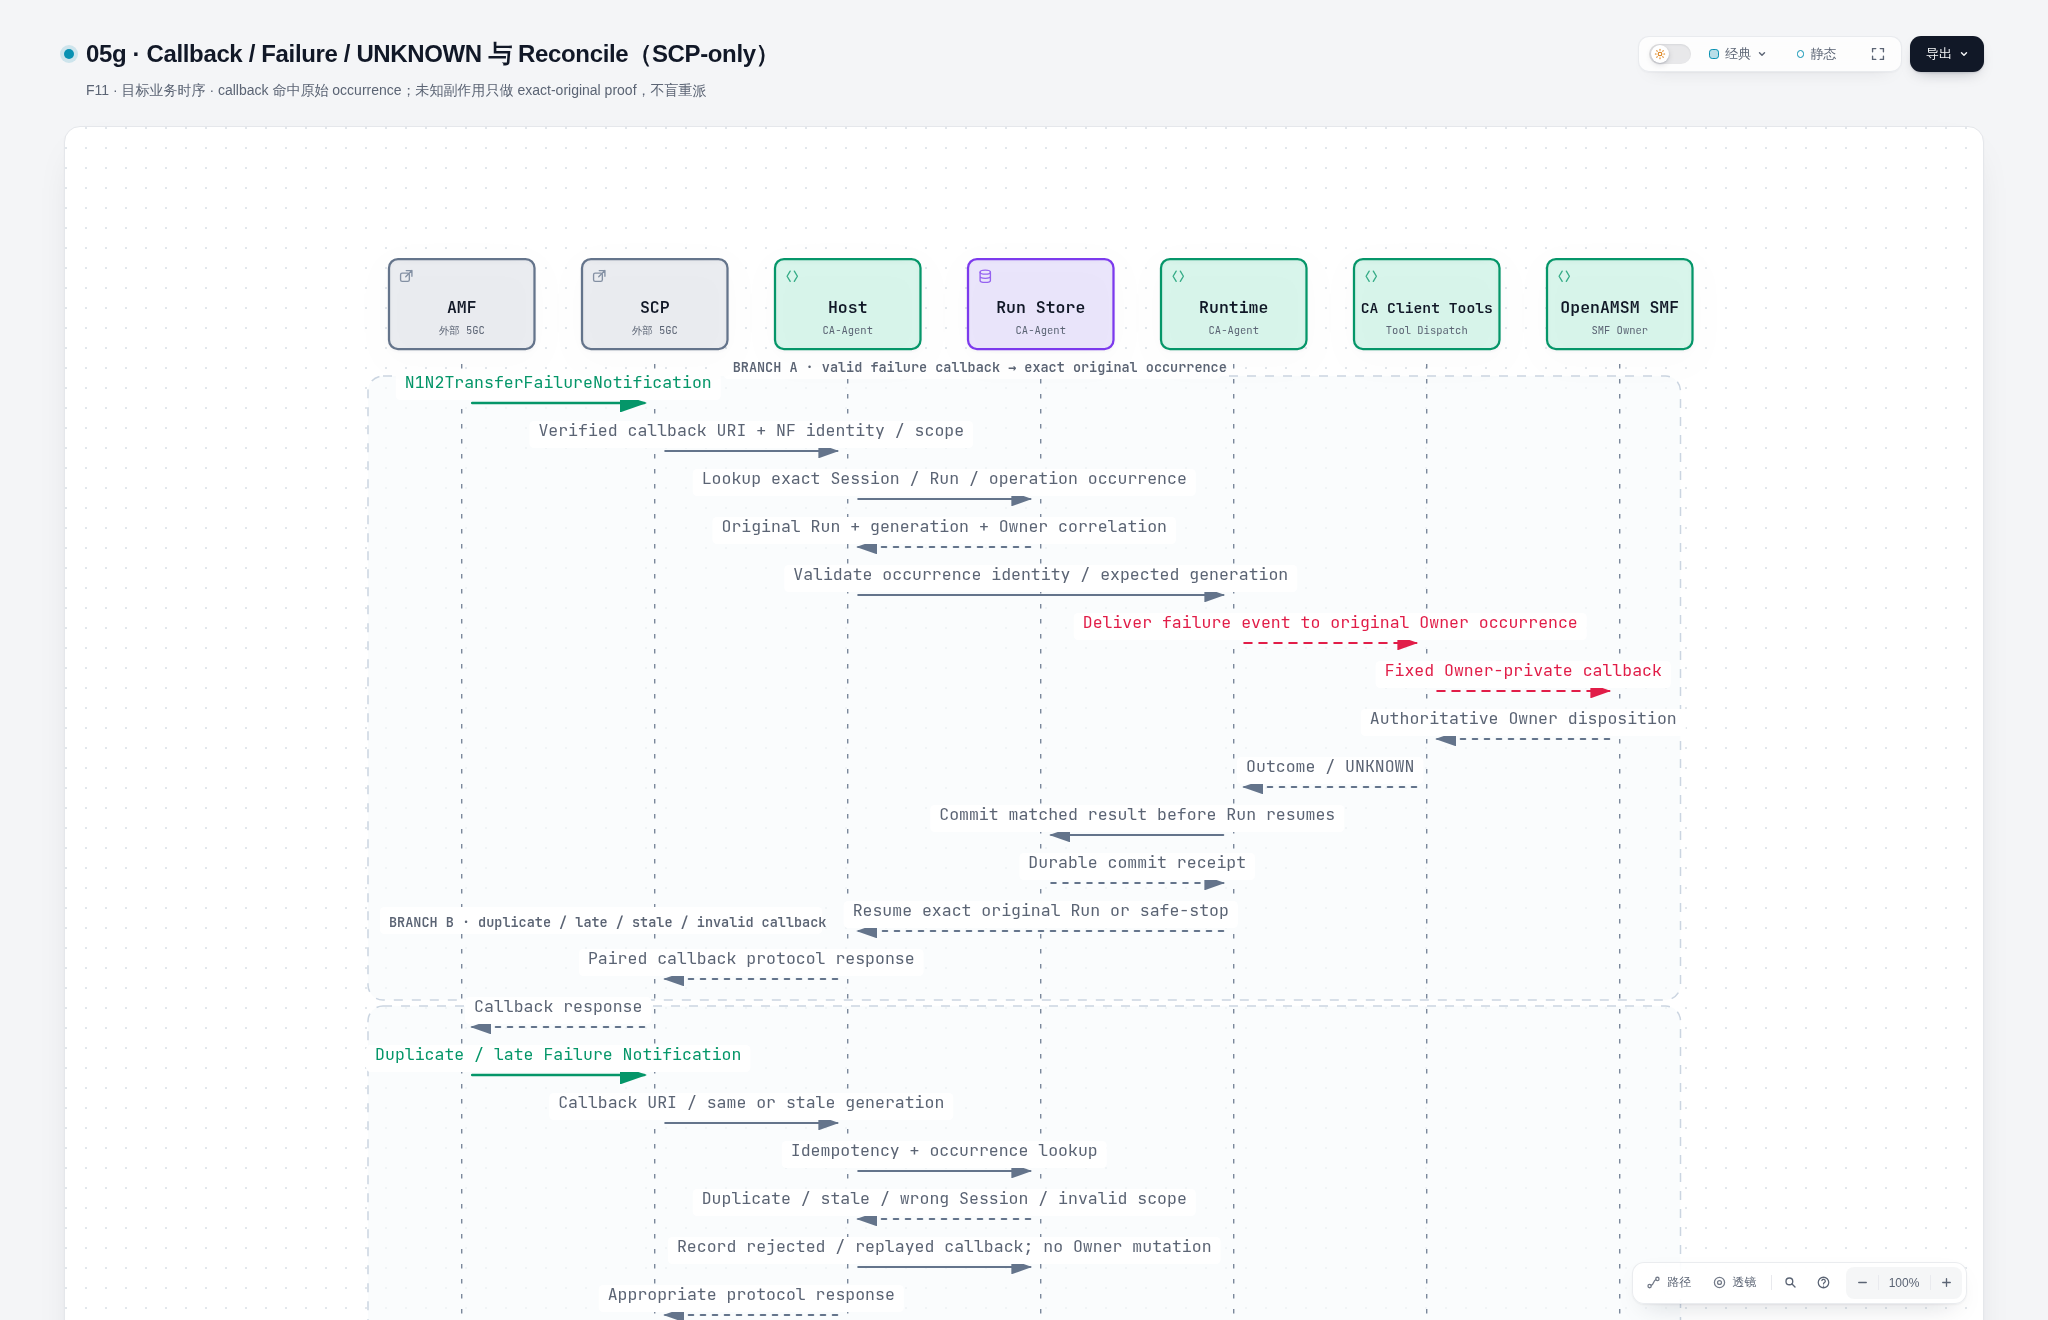 05g · Callback / Failure / UNKNOWN 与 Reconcile（SCP-only）
F11 · 目标业务时序 · callback 命中原始 occurrence；未知副作用只做 exact-original proof，不盲重派
经典
静态
导出
AMF
外部 5GC
SCP
外部 5GC
Host
CA-Agent
Run Store
CA-Agent
Runtime
CA-Agent
CA Client Tools
Tool Dispatch
OpenAMSM SMF
SMF Owner
BRANCH A · valid failure callback → exact original occurrence
N1N2TransferFailureNotification
Verified callback URI + NF identity / scope
Lookup exact Session / Run / operation occurrence
Original Run + generation + Owner correlation
Validate occurrence identity / expected generation
Deliver failure event to original Owner occurrence
Fixed Owner-private callback
Authoritative Owner disposition
Outcome / UNKNOWN
Commit matched result before Run resumes
Durable commit receipt
Resume exact original Run or safe-stop
BRANCH B · duplicate / late / stale / invalid callback
Paired callback protocol response
Callback response
Duplicate / late Failure Notification
Callback URI / same or stale generation
Idempotency + occurrence lookup
Duplicate / stale / wrong Session / invalid scope
Record rejected / replayed callback; no Owner mutation
Appropriate protocol response
路径
透镜
100%